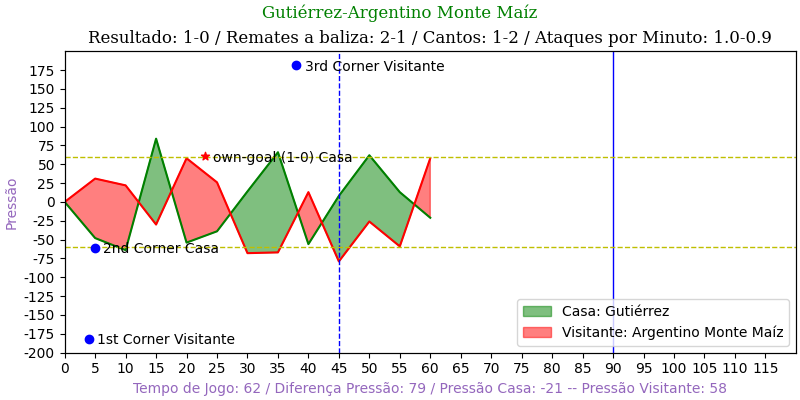 Gutiérrez-Argentino Monte Maíz
Resultado: 1-0 / Remates a baliza: 2-1 / Cantos: 1-2 / Ataques por Minuto: 1.0-0.9
Pressão
175
150
125
100
75
50
25
0
-25
-50
-75
-100
-125
-150
-175
-200
3rd Corner Visitante
own-goal (1-0) Casa
2nd Corner Casa
1st Corner Visitante
Casa: Gutiérrez
Visitante: Argentino Monte Maíz
0 5 10 15 20 25 30 35 40 45 50 55 60 65 70 75 80 85 90 95 100 105 110 115
Tempo de Jogo: 62 / Diferença Pressão: 79 / Pressão Casa: -21 -- Pressão Visitante: 58